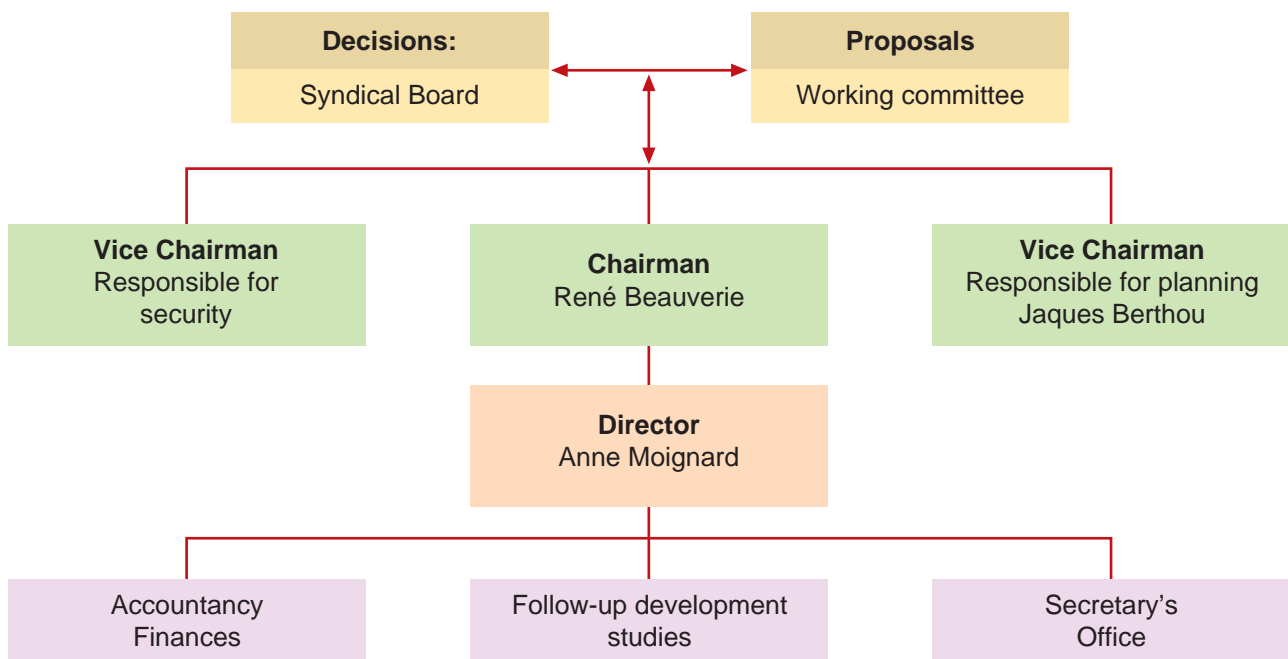 Decisions:
Syndical Board
Proposals
Working committee
Vice Chairman
Responsible for
security
Chairman
René Beauverie
Vice Chairman
Responsible for planning
Jaques Berthou
Director
Anne Moignard
Accountancy
Finances
Follow-up development
studies
Secretary’s
Office